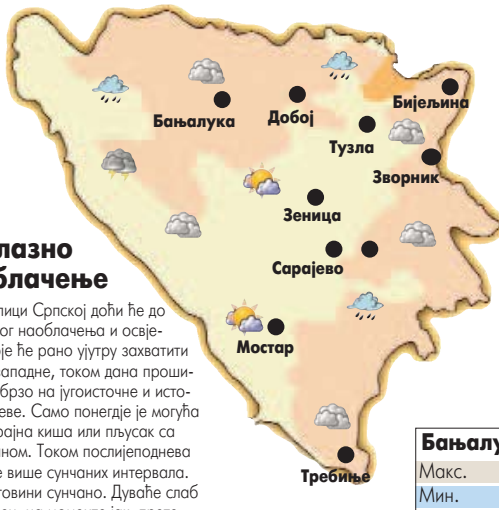 Бањалука
Добој
Бијељина
Тузла
Зворник
Зеница
Сарајево
Мостар
Требиње
лазно
блачење
лици Српској доћи ће до
ог наоблачења и освје-
је ће рано ујутру захватити
западне, током дана проши-
брзо на југоисточне и исто-
еве. Само понегдје је могућа
рајна киша или пљусак са
ном. Током послијеподнева
е више сунчаних интервала.
говини сунчано. Дуваће слаб
Бањалу
Макс.
Мин.